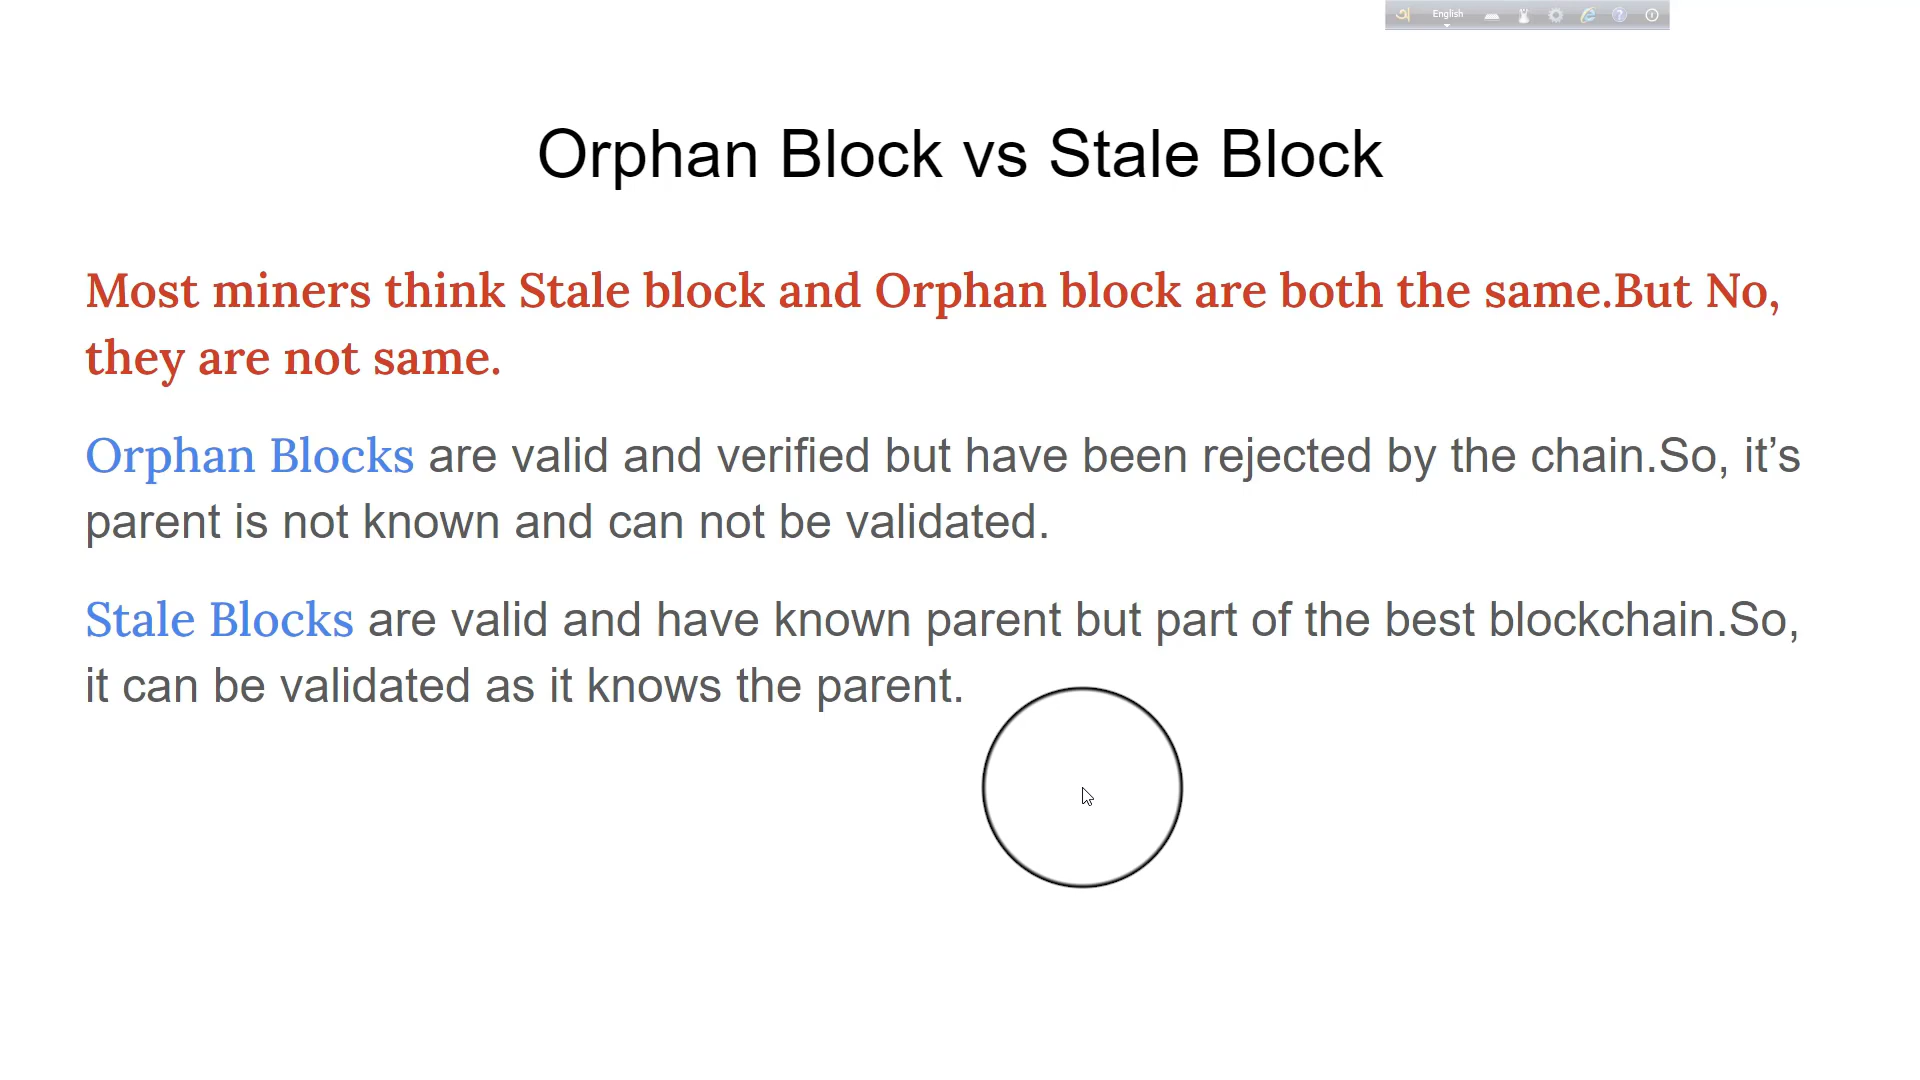 English
Orphan Block vs Stale Block
Most miners think Stale block and Orphan block are both the same.But No,
they are not same.
Orphan Blocks are valid and verified but have been rejected by the chain.So, it’s
parent is not known and can not be validated.
Stale Blocks are valid and have known parent but part of the best blockchain.So,
it can be validated as it knows the parent.